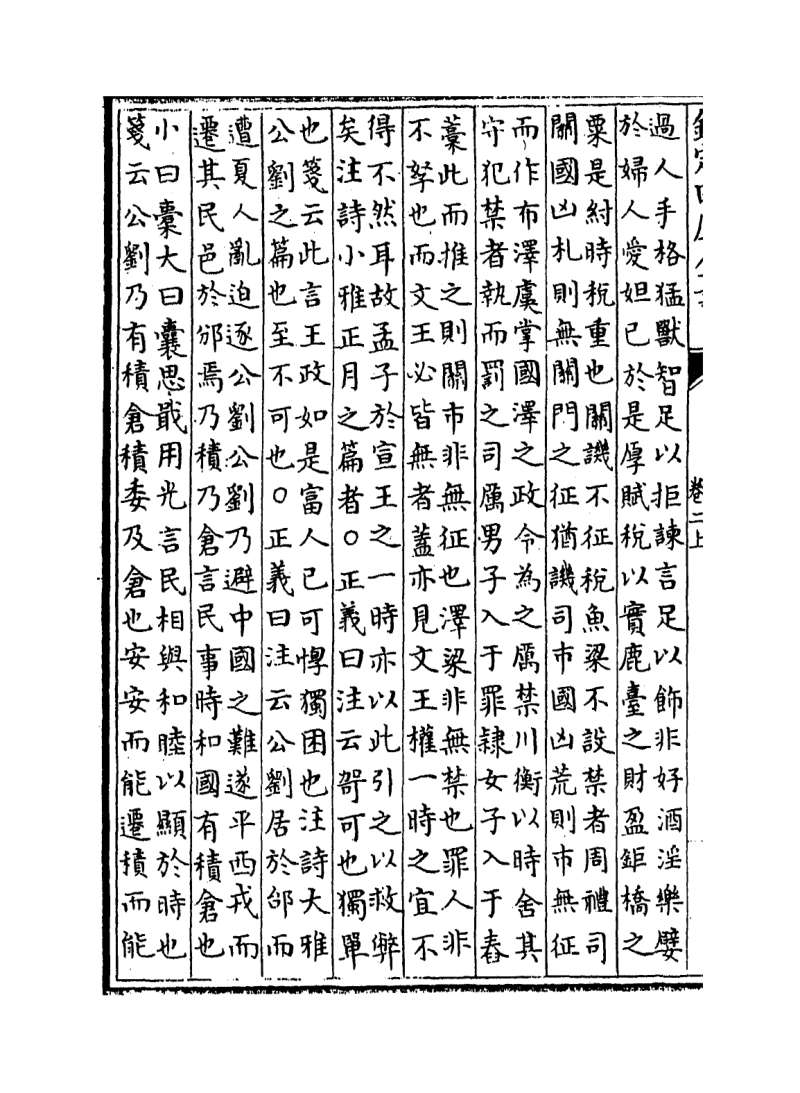 欽定四庫全書
卷二上
過人手格猛獸智足以拒諫言足以飾非好酒淫樂嬖
於婦人愛妲已於是厚賦稅以實鹿臺之財盈鉅橋之
粟是紂時稅重也關譏不征稅魚梁不設禁者周禮司
關國凶札則無關門之征猶譏司市國凶荒則市無征
而作布澤虞掌國澤之政令為之厲禁川衡以時舍其
守犯禁者執而罰之司厲男子入于罪隸女子入于舂
藁此而推之則關市非無征也澤梁非無禁也罪人非
不孥也而文王必皆無者蓋亦見文王權一時之宜不
得不然耳故孟子於宣王之一時亦以此引之以救弊
矣注詩小雅正月之篇者○正義曰注云哿可也獨單
也箋云此言王政如是富人已可惸獨困也注詩大雅
公劉之篇也至不可也○正義曰注云公劉居於邰而
遭夏人亂迫逐公劉公劉乃避中國之難遂平西戎而
遷其民邑於邠焉乃積乃倉言民事時和國有積倉也
小曰橐大曰囊思戢用光言民相與和睦以顯於時也
箋云公劉乃有積倉積委及倉也安安而能遷積而能